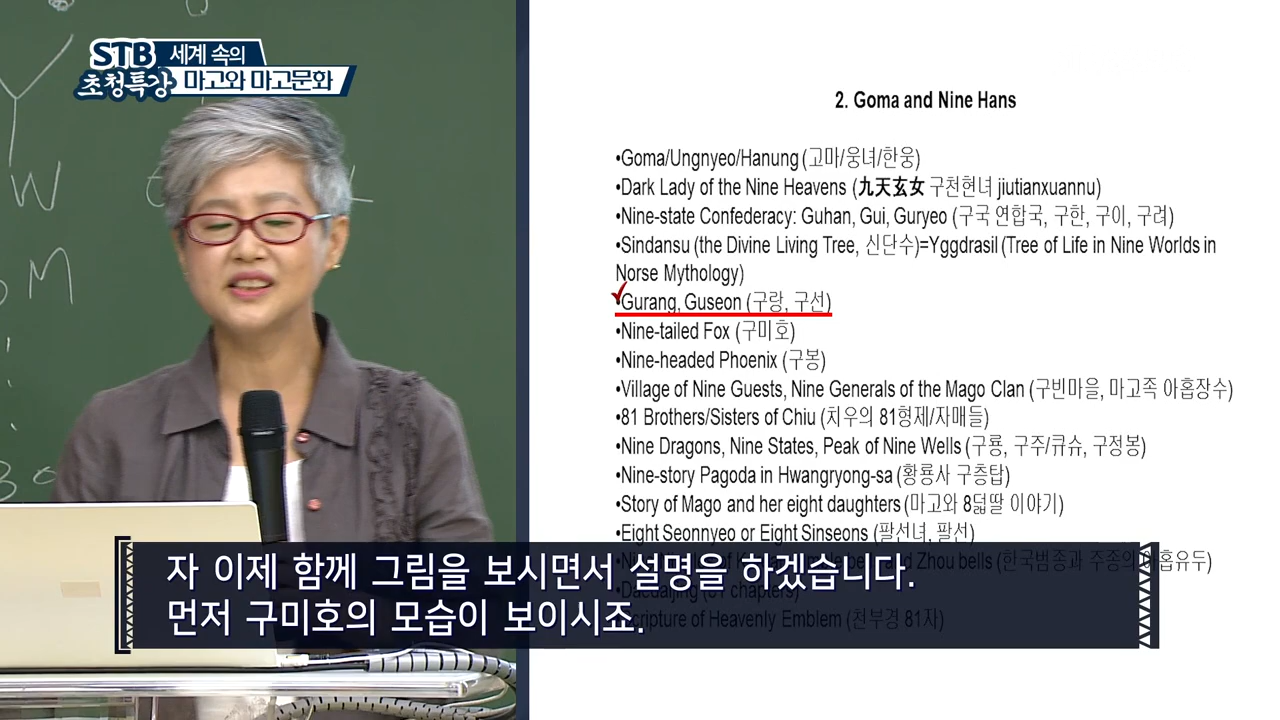 STB 세계 속의
초청특강 마고와 마고문화
Y
W
M
2. Goma and Nine Hans
•Goma/Ungnyeo/Hanung (고마/웅녀/한웅)
•Dark Lady of the Nine Heavens (九天玄女 구천현녀 jiutianxuannu)
•Nine-state Confederacy: Guhan, Gui, Guryeo (구국 연합국, 구한, 구이, 구려)
•Sindansu (the Divine Living Tree, 신단수)=Yggdrasil (Tree of Life in Nine Worlds in
Norse Mythology)
•Gurang, Guseon (구랑, 구선)
•Nine-tailed Fox (구미호)
•Nine-headed Phoenix (구봉)
•Village of Nine Guests, Nine Generals of the Mago Clan (구빈마을, 마고족 아홉장수)
•81 Brothers/Sisters of Chiu (치우의 81형제/자매들)
•Nine Dragons, Nine States, Peak of Nine Wells (구룡, 구주/큐슈, 구정봉)
•Nine-story Pagoda in Hwangryong-sa (황룡사 구층탑)
•Story of Mago and her eight daughters (마고와 8덟딸 이야기)
•Eight Seonnyeo or Eight Sinseons (팔선녀, 팔선)
and Zhou bells (한국범종과 주종의 아홉유두)
•Daedaijing (81 chapters)
Scripture of Heavenly Emblem (천부경 81자)
자 이제 함께 그림을 보시면서 설명을 하겠습니다.
먼저 구미호의 모습이 보이시죠.